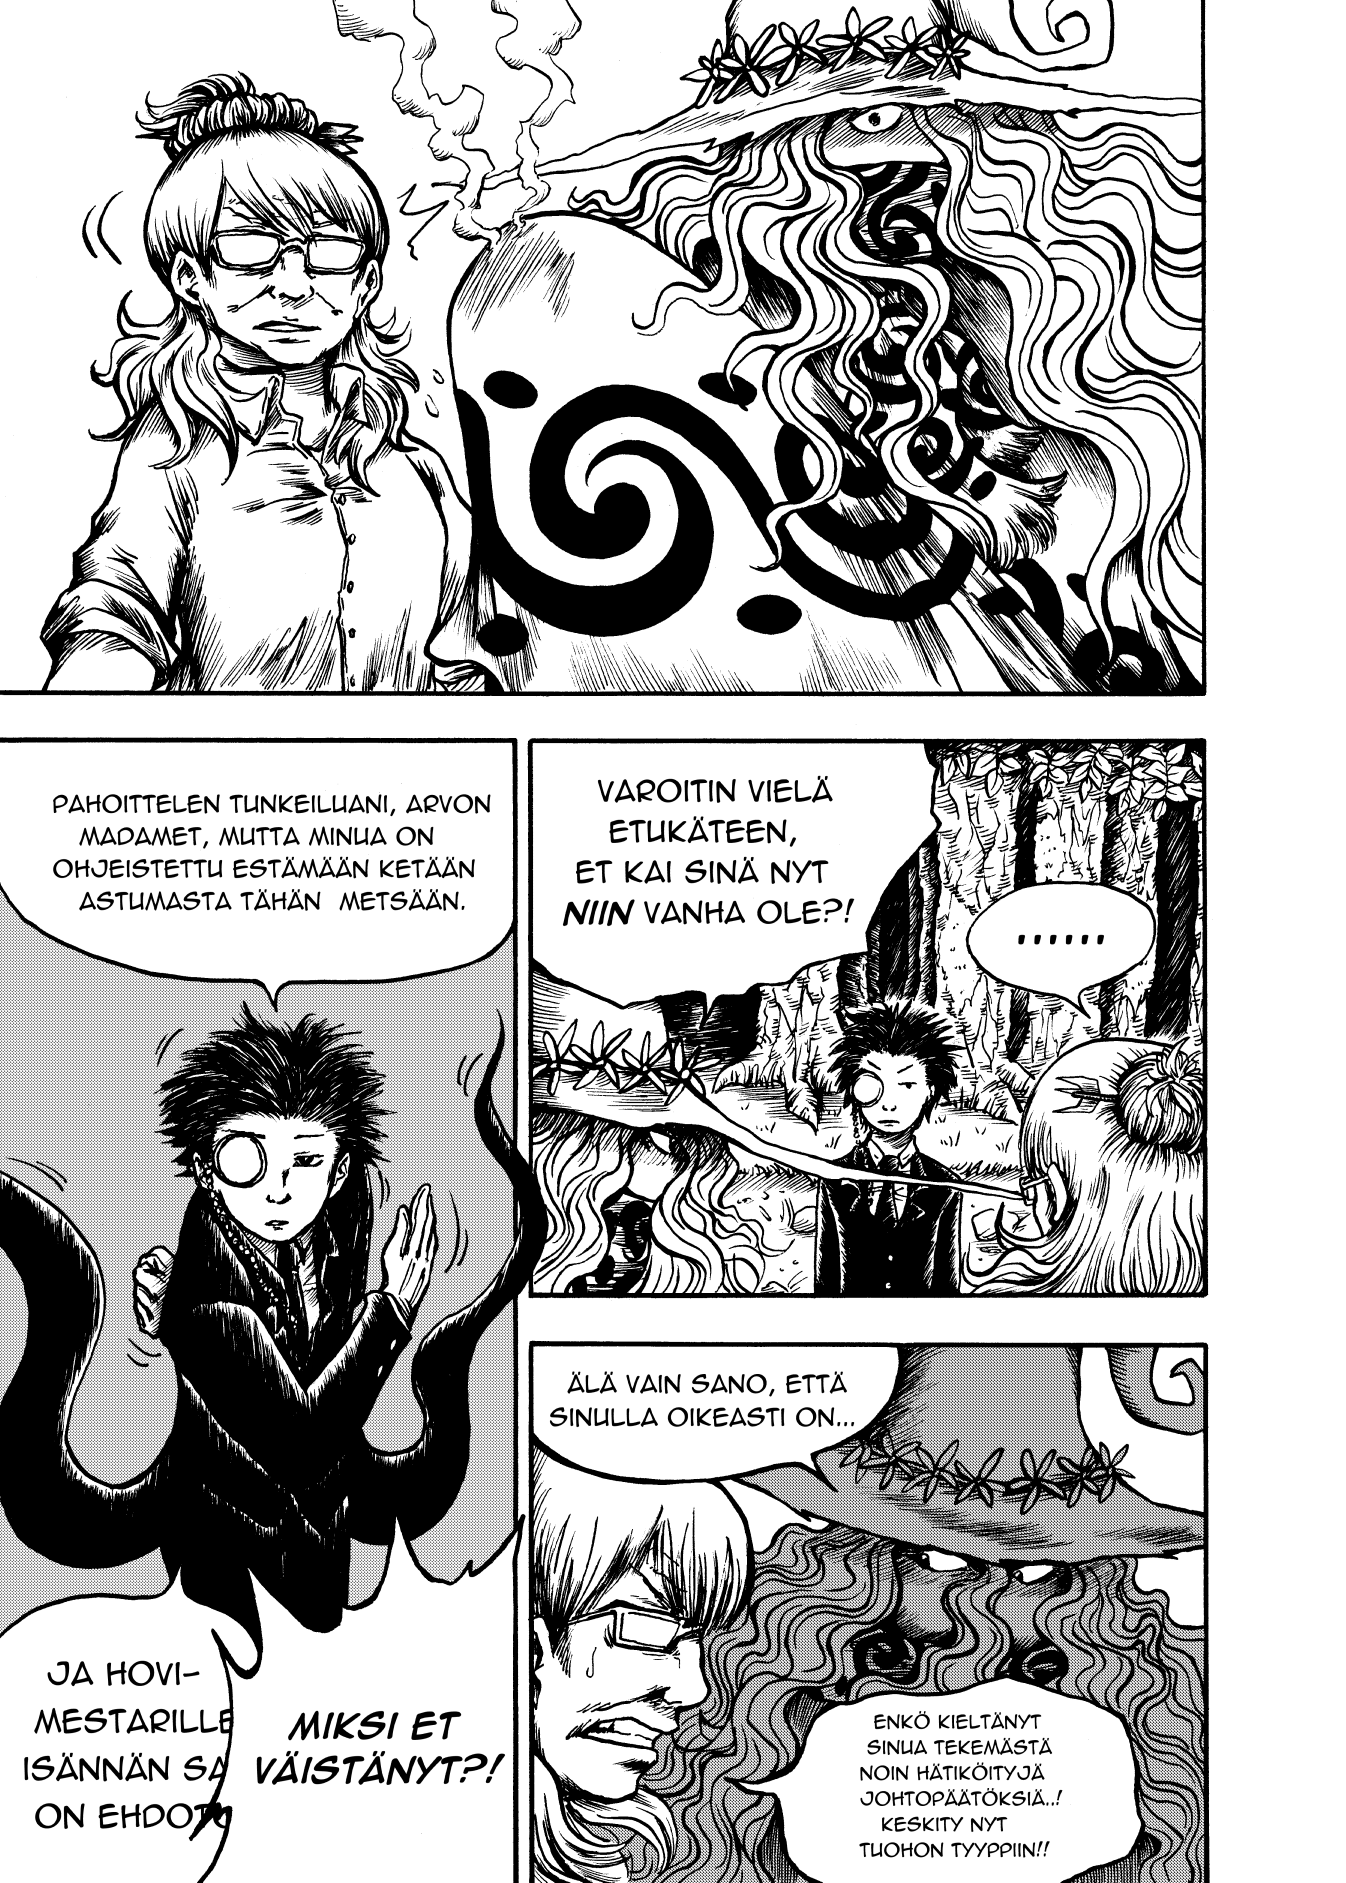 PAHOITTELEN TUNKEILUANI, ARVON
MADAMET, MUTTA MINUA ON
OHJEISTETTU ESTÄMÄÄN KETÄÄN
ASTUMASTA TÄHÄN METSÄÄN.
JA HOVI-
MESTARILLE
ISÄNNÄN SA
ON EHDOTO
MIKSI ET
VÄISTÄNYT?!
VAROITIN VIELÄ
ETUKÄTEEN,
ET KAI SINÄ NYT
NIIN VANHA OLE?!
......
ÄLÄ VAIN SANO, ETTÄ
SINULLA OIKEASTI ON...
ENKÖ KIELTÄNYT
SINUA TEKEMÄSTÄ
NOIN HÄTIKÖITYJÄ
JOHTOPÄÄTÖKSIÄ..!
KESKITY NYT
TUOHON TYYPPIIN!!